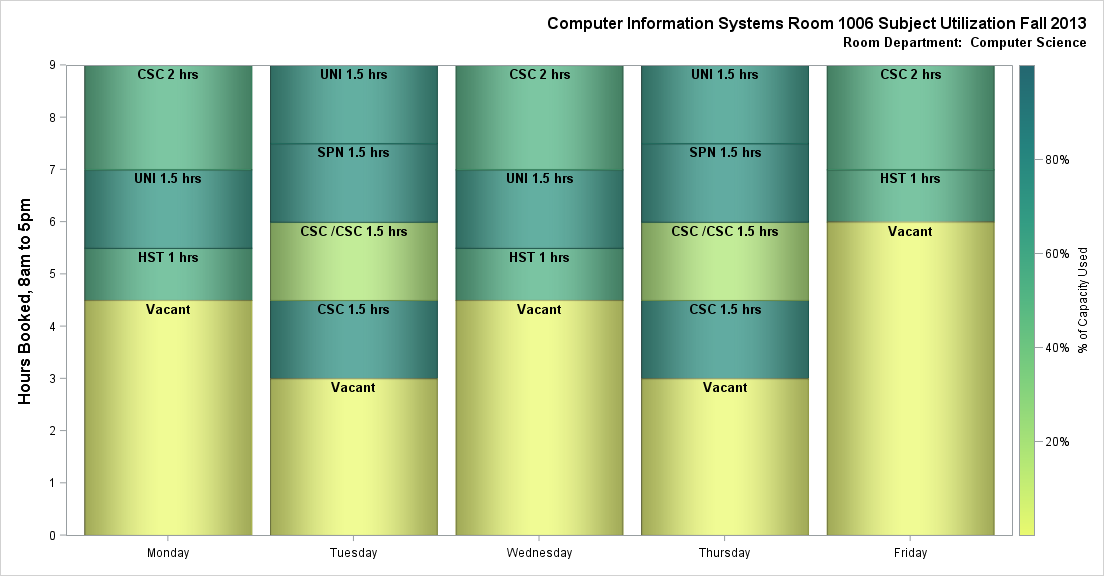 Computer Information Systems Room 1006 Subject Utilization Fall 2013
Room Department:  Computer Science
Hours Booked, 8am to 5pm
9
8
7
6
5
4
3
2
1
0
CSC 2 hrs
UNI 1.5 hrs
HST 1 hrs
Vacant
Monday
UNI 1.5 hrs
SPN 1.5 hrs
CSC /CSC 1.5 hrs
CSC 1.5 hrs
Vacant
Tuesday
CSC 2 hrs
UNI 1.5 hrs
HST 1 hrs
Vacant
Wednesday
UNI 1.5 hrs
SPN 1.5 hrs
CSC /CSC 1.5 hrs
CSC 1.5 hrs
Vacant
Thursday
CSC 2 hrs
HST 1 hrs
Vacant
Friday
80%
60%
40%
20%
% of Capacity Used